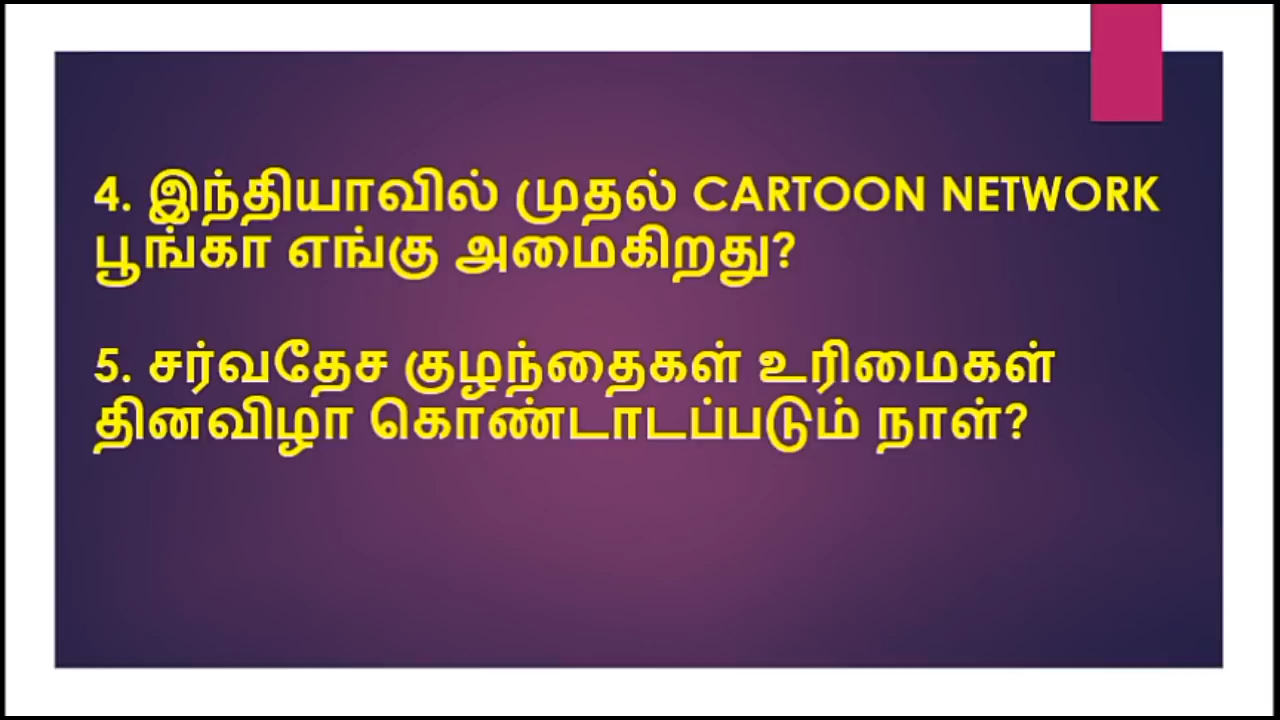 4. இந்தியாவில் முதல் CARTOON NETWORK
பூங்கா எங்கு அமைகிறது?
5. சர்வதேச குழந்தைகள் உரிமைகள்
தினவிழா கொண்டாடப்படும் நாள்?